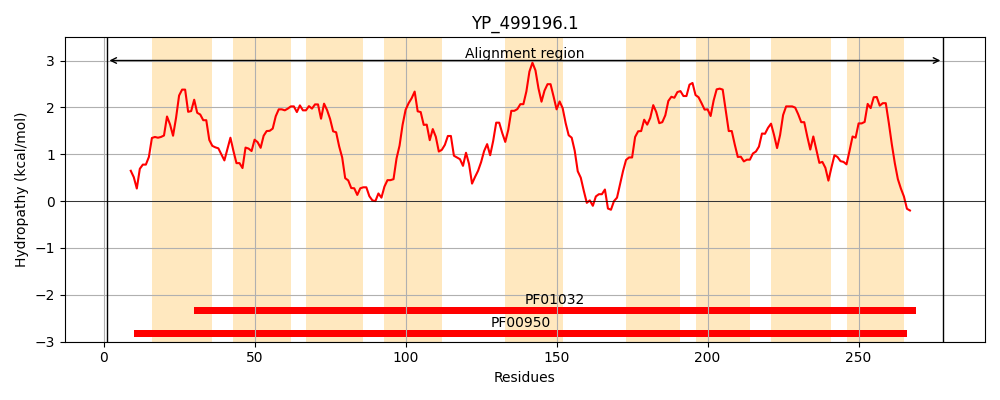 YP_499196.1
Alignment region
Hydropathy (kcal/mol)
3
2
1
0
−1
−2
−3
PF01032
PF00950
0 50 100 150 200 250
Residues